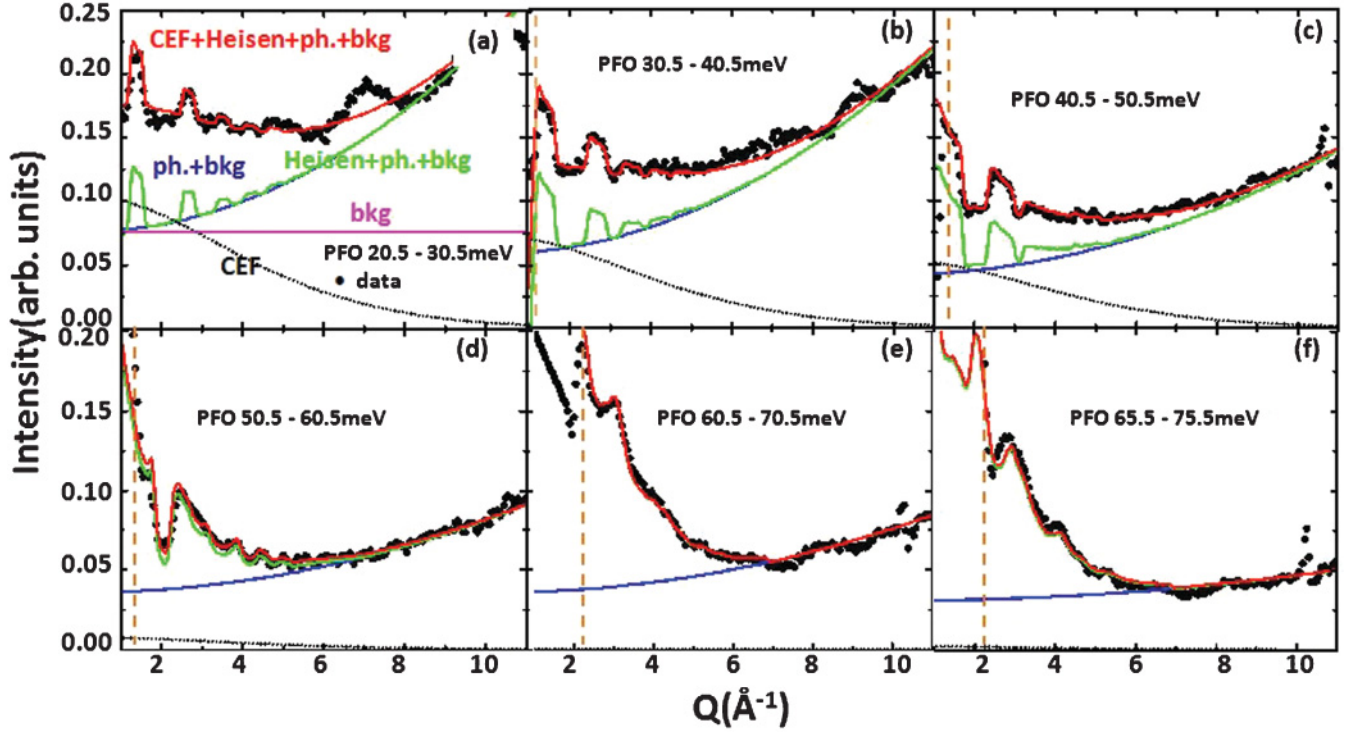 0.25
0.20
0.15
0.10
0.05
0.00
CEF+Heisen+ph.+bkg
(a)
ph.+bkg
Heisen+ph.+bkg
bkg
PFO 20.5 - 30.5meV
CEF
• data
(b)
PFO 30.5 - 40.5meV
(c)
PFO 40.5 - 50.5meV
0.20
0.15
0.10
0.05
0.00
(d)
PFO 50.5 - 60.5meV
(e)
PFO 60.5 - 70.5meV
(f)
PFO 65.5 - 75.5meV
2 4 6 8 10
2 4 6 8 10
2 4 6 8 10
Intensity(arb. units)
Q(Å⁻¹)